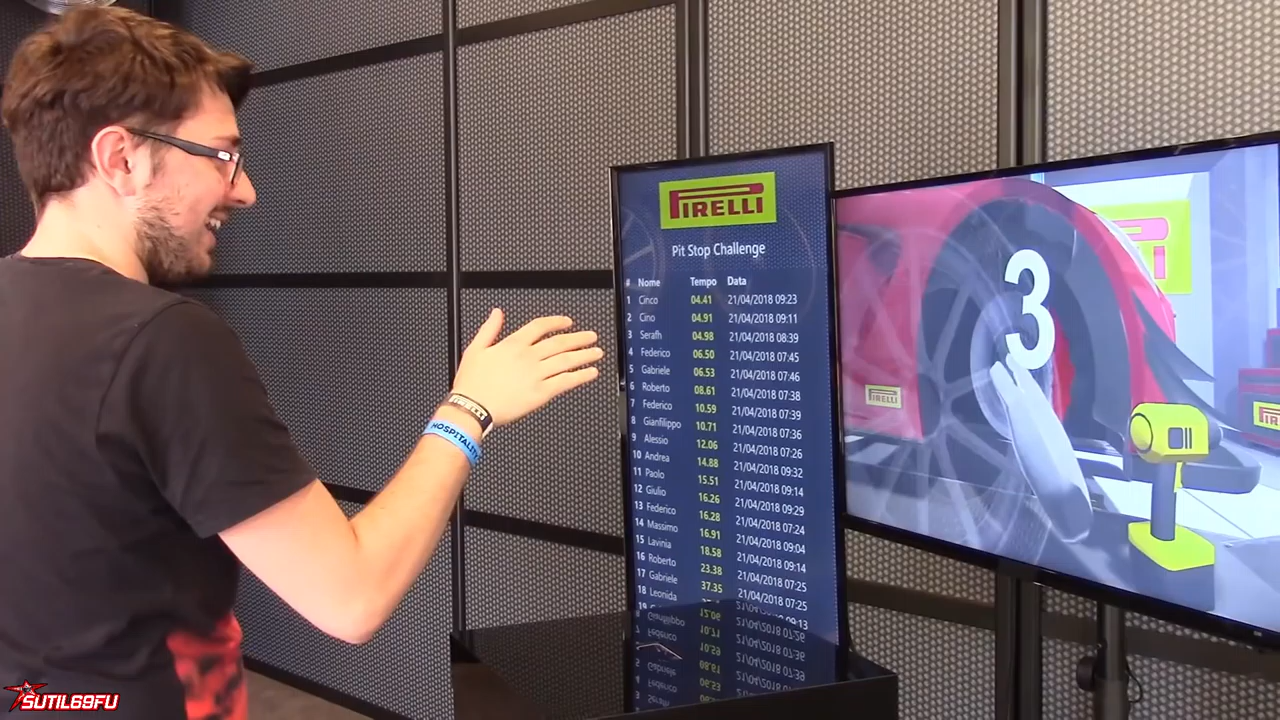 PIRELLI
Pit Stop Challenge
# Nome Tempo Data
1 Cinco 04.41 21/04/2018 09:23
2 Cino 04.91 21/04/2018 09:11
3 Serafh 04.98 21/04/2018 08:39
4 Federico 06.50 21/04/2018 07:45
5 Gabriele 06.53 21/04/2018 07:46
6 Roberto 08.61 21/04/2018 07:38
7 Federico 10.59 21/04/2018 07:39
8 Gianfilippo 10.71 21/04/2018 07:36
9 Alessio 12.06 21/04/2018 07:26
10 Andrea 14.88 21/04/2018 09:32
11 Paolo 15.51 21/04/2018 09:14
12 Giulio 16.26 21/04/2018 09:29
13 Federico 16.28 21/04/2018 07:24
14 Massimo 16.91 21/04/2018 09:04
15 Lavinia 18.58 21/04/2018 09:14
16 Roberto 23.38 21/04/2018 07:25
17 Gabriele 37.35 21/04/2018 07:25
18 Leonida
19
3
PIRELLI
PIRELLI
HOSPITALITY
SUTIL69FU